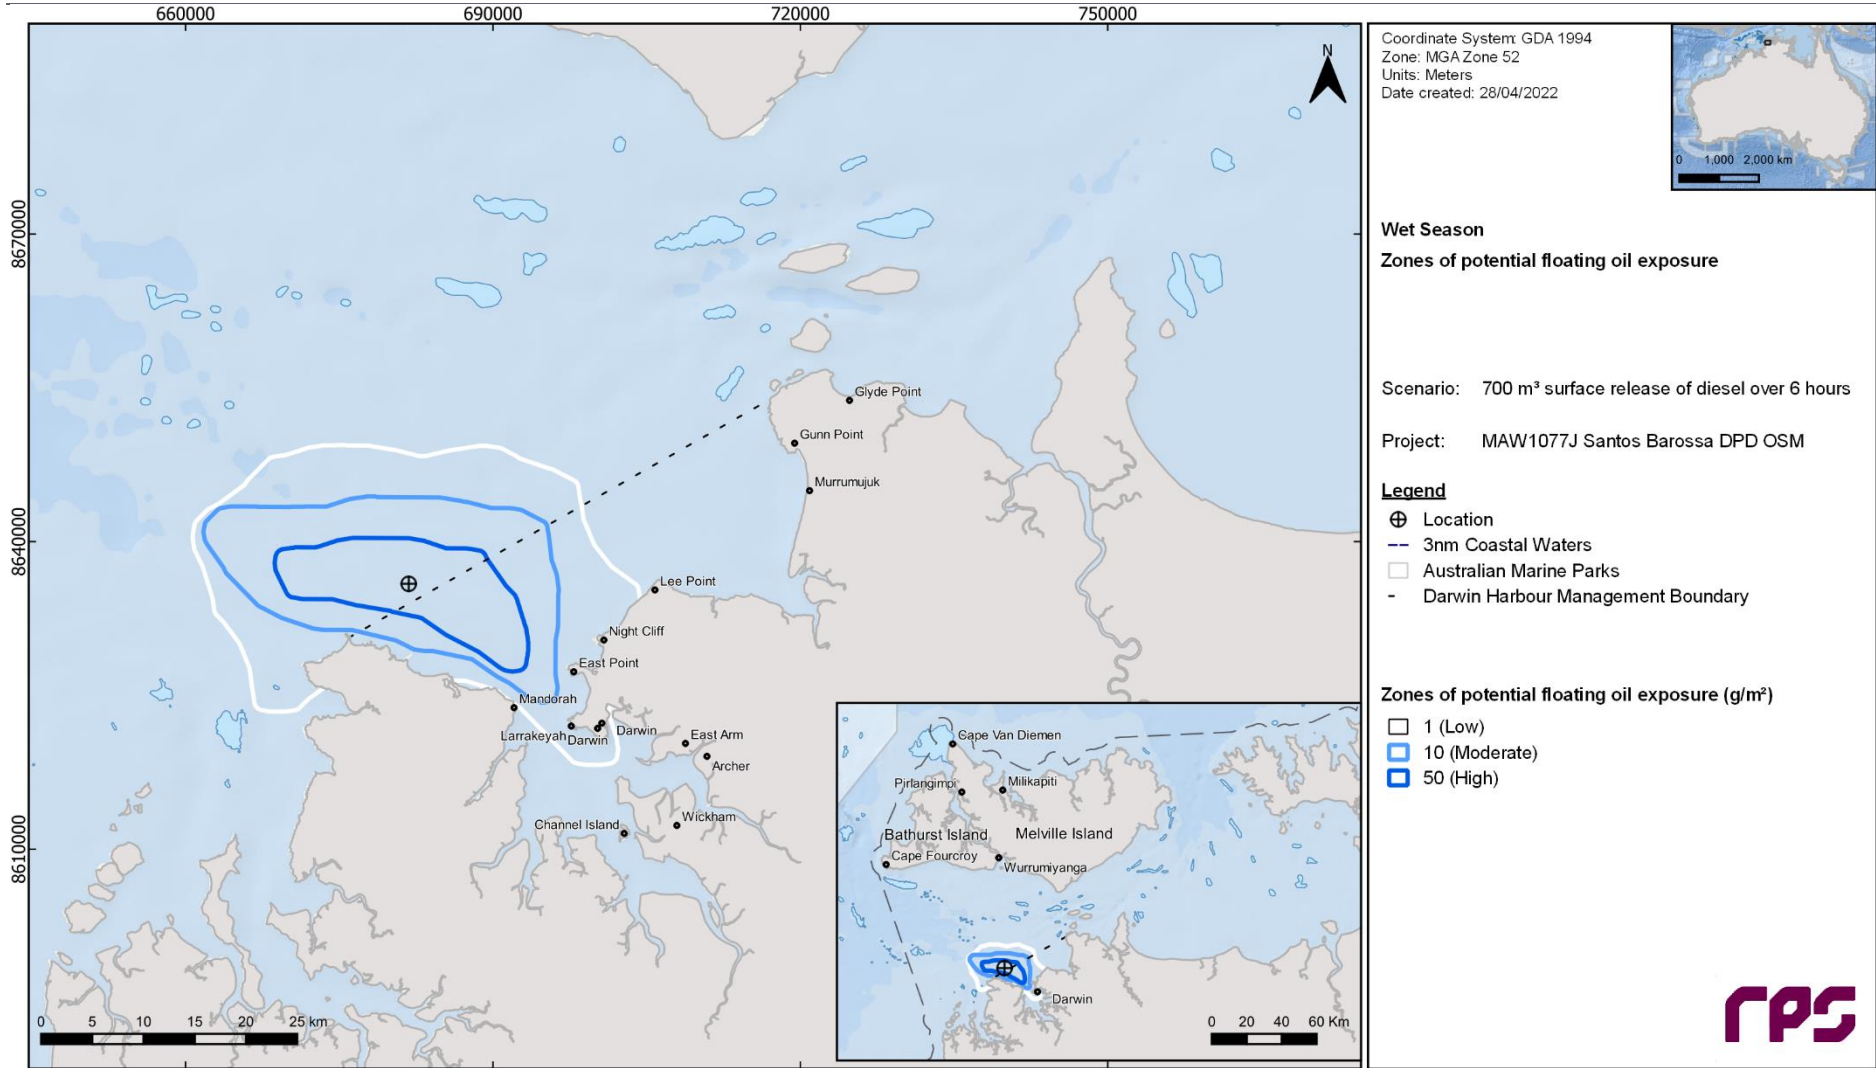 660000
690000
720000
750000
8670000
8640000
8610000
N
Glyde Point
Gunn Point
Murrumujuk
Lee Point
Night Cliff
East Point
Mandorah
Larrakeyah
Darwin
Darwin
East Arm
Archer
Wickham
Channel Island
0 5 10 15 20 25 km
Cape Van Diemen
Pirlangimpi
Milikapiti
Bathurst Island
Melville Island
Cape Fourcroy
Wurrumiyanga
Darwin
0 20 40 60 Km
Coordinate System: GDA 1994
Zone: MGA Zone 52
Units: Meters
Date created: 28/04/2022
0 1,000 2,000 km
Wet Season
Zones of potential floating oil exposure
Scenario: 700 m³ surface release of diesel over 6 hours
Project: MAW1077J Santos Barossa DPD OSM
Legend
Location
3nm Coastal Waters
Australian Marine Parks
Darwin Harbour Management Boundary
Zones of potential floating oil exposure (g/m²)
1 (Low)
10 (Moderate)
50 (High)
rps